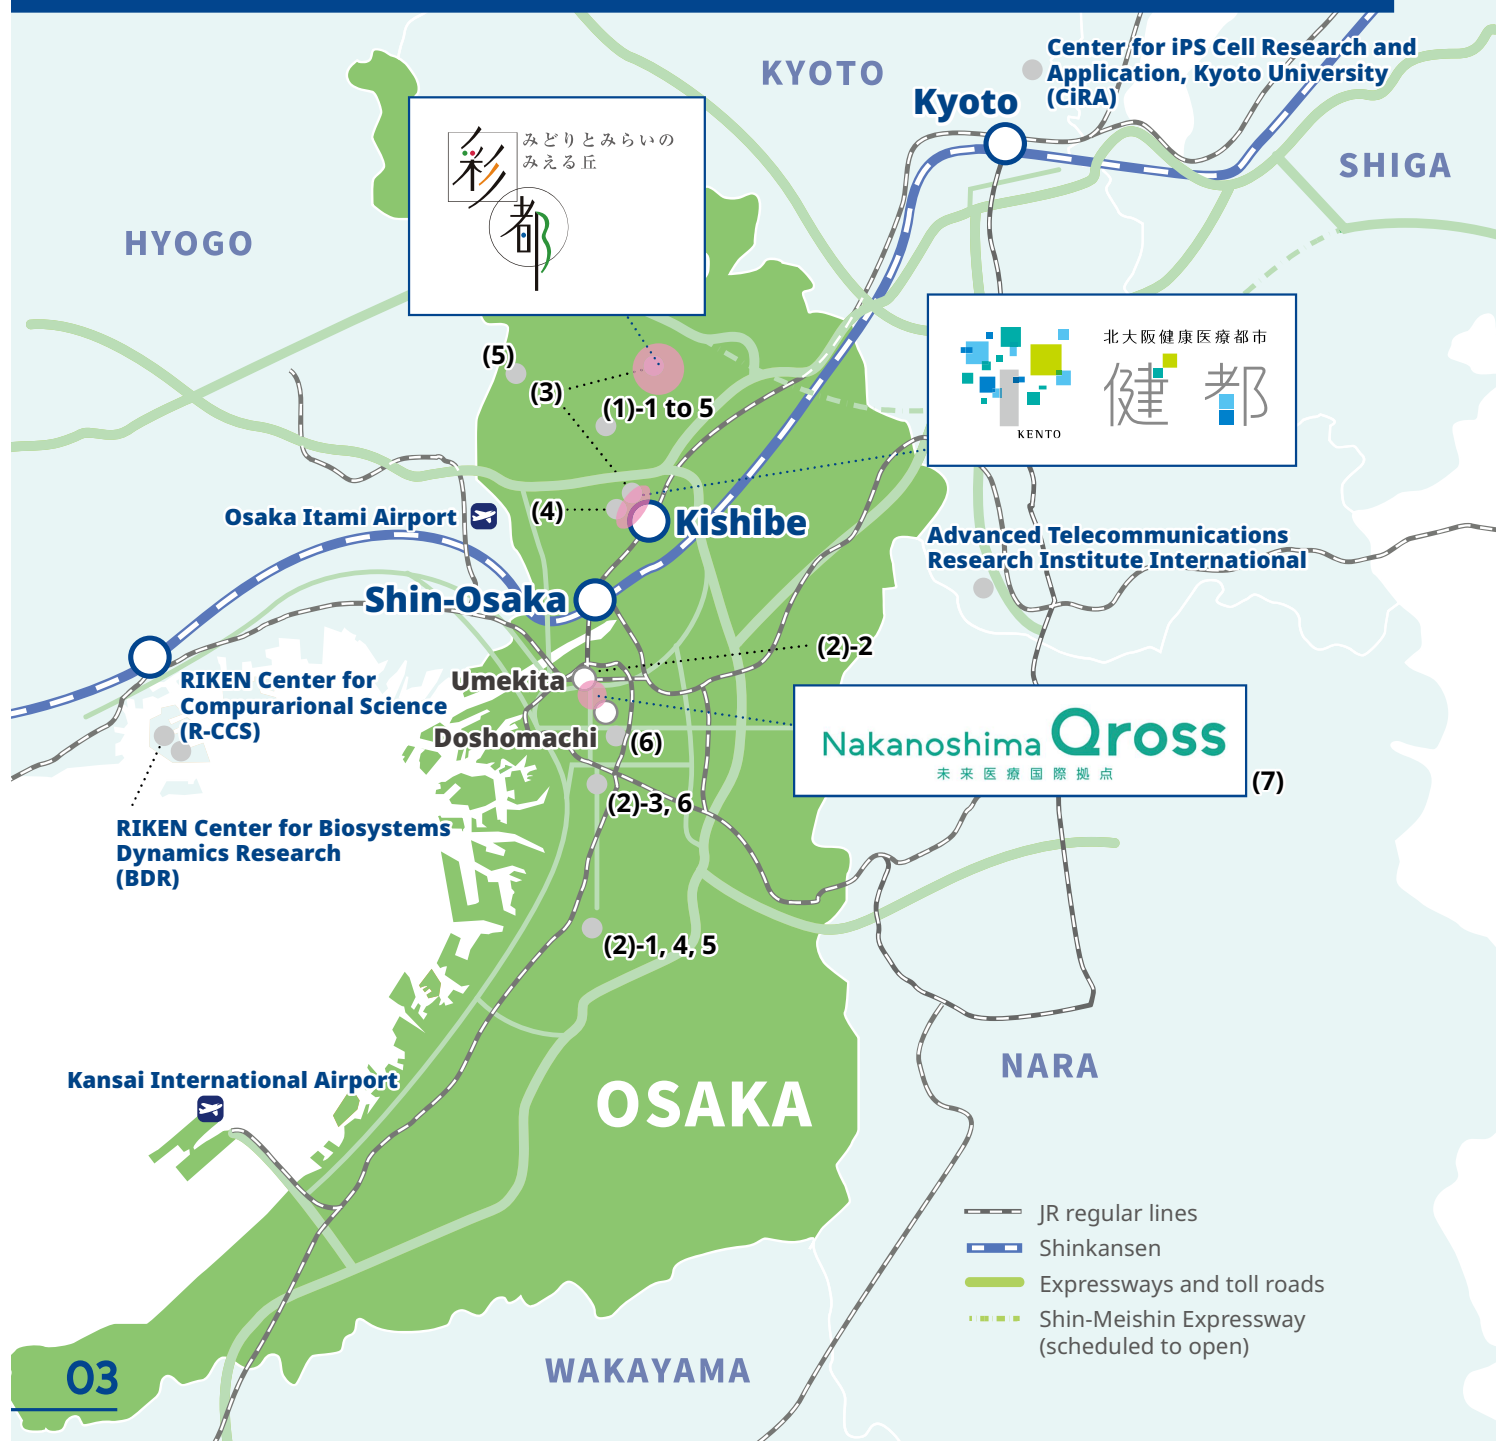 KYOTO
Center for iPS Cell Research and
Application, Kyoto University
(CiRA)
Kyoto
SHIGA
HYOGO
彩都
みどりとみらいの
みえる丘
(5)
(3)
(1)-1 to 5
北大阪健康医療都市
健都
KENTO
Osaka Itami Airport
(4)
Kishibe
Advanced Telecommunications
Research Institute International
Shin-Osaka
(2)-2
RIKEN Center for
Compurarional Science
(R-CCS)
Umekita
Doshomachi
(6)
Nakanoshima Qross
未来医療国際拠点
(7)
(2)-3, 6
RIKEN Center for Biosystems
Dynamics Research
(BDR)
(2)-1, 4, 5
Kansai International Airport
OSAKA
NARA
JR regular lines
Shinkansen
Expressways and toll roads
Shin-Meishin Expressway
(scheduled to open)
WAKAYAMA
03